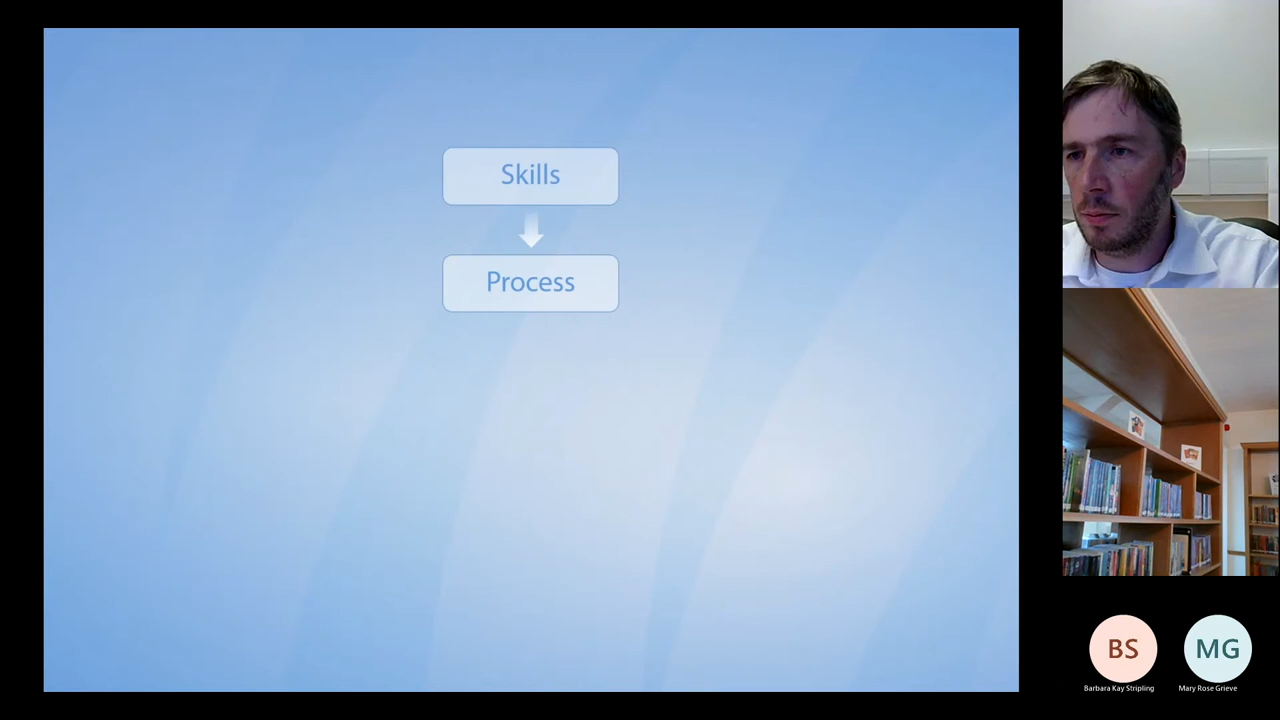 Skills
Process
BS
MG
Barbara Kay Stripling
Mary Rose Grieve